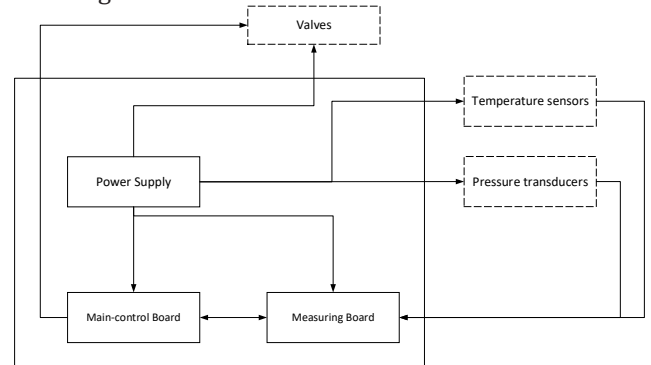 Valves
Temperature sensors
Power Supply
Pressure transducers
Main-control Board
Measuring Board